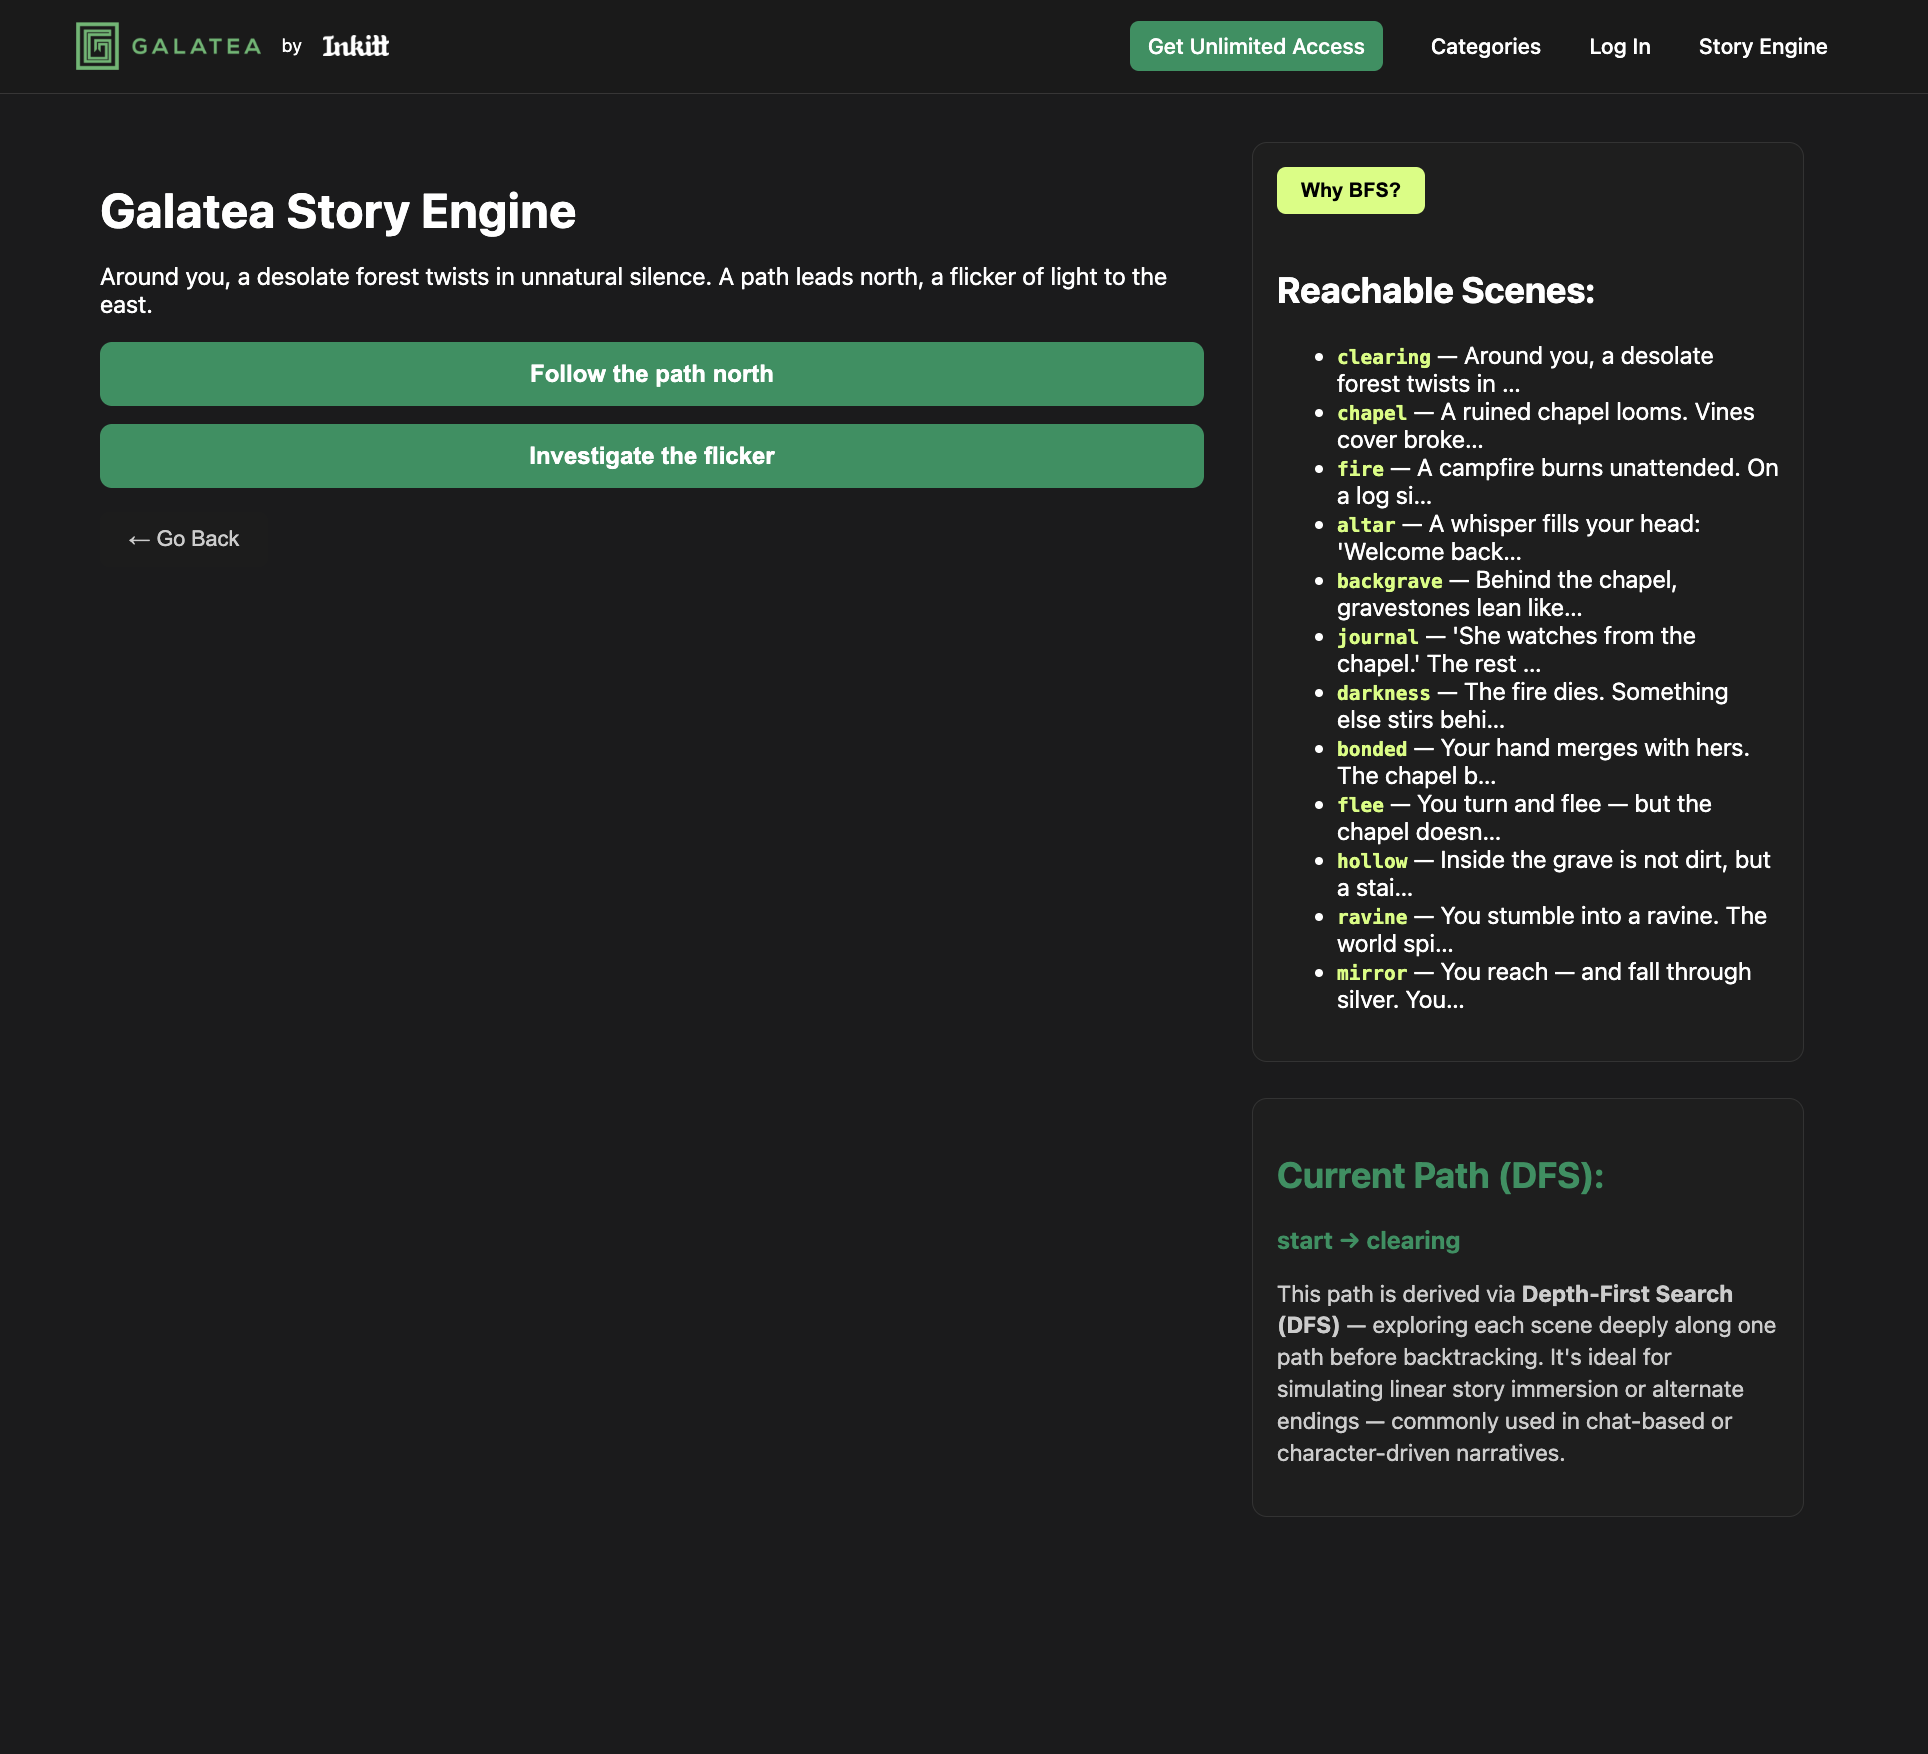 GALATEA by Inkitt
Get Unlimited Access
Categories
Log In
Story Engine
Galatea Story Engine
Around you, a desolate forest twists in unnatural silence. A path leads north, a flicker of light to the
east.
Follow the path north
Investigate the flicker
← Go Back
Why BFS?
Reachable Scenes:
• clearing — Around you, a desolate
forest twists in ...
• chapel — A ruined chapel looms. Vines
cover broke...
• fire — A campfire burns unattended. On
a log si...
• altar — A whisper fills your head:
'Welcome back...
• backgrave — Behind the chapel,
gravestones lean like...
• journal — 'She watches from the
chapel.' The rest ...
• darkness — The fire dies. Something
else stirs behi...
• bonded — Your hand merges with hers.
The chapel b...
• flee — You turn and flee — but the
chapel doesn...
• hollow — Inside the grave is not dirt, but
a stai...
• ravine — You stumble into a ravine. The
world spi...
• mirror — You reach — and fall through
silver. You...
Current Path (DFS):
start → clearing
This path is derived via Depth-First Search
(DFS) — exploring each scene deeply along one
path before backtracking. It's ideal for
simulating linear story immersion or alternate
endings — commonly used in chat-based or
character-driven narratives.